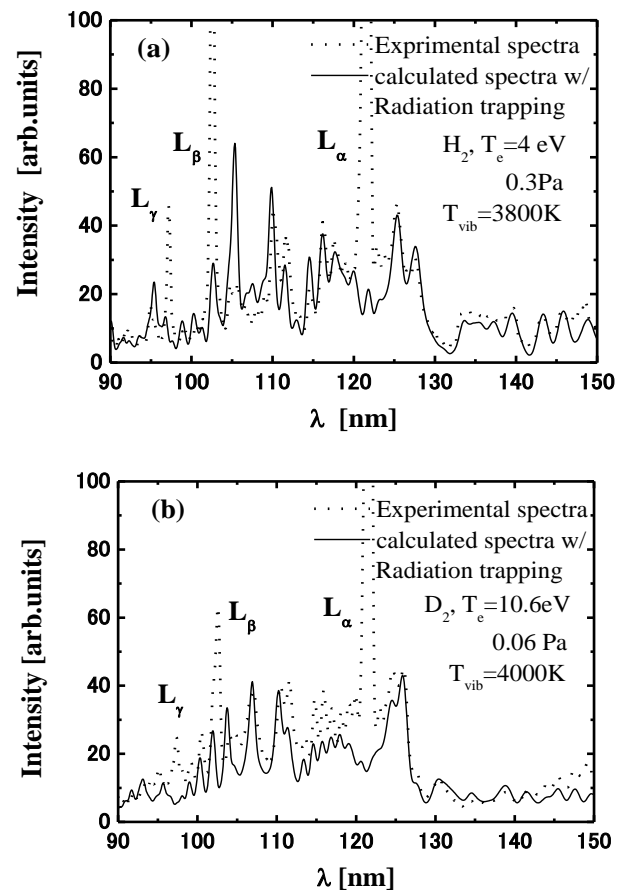 (a)
Exprimental spectra
calculated spectra w/
Radiation trapping
H2, Te=4 eV
0.3Pa
Tvib=3800K
Lγ
Lβ
Lα
Intensity [arb.units]
100
80
60
40
20
0
90 100 110 120 130 140 150
λ [nm]
(b)
Experimental spectra
calculated spectra w/
Radiation trapping
D2, Te=10.6eV
0.06 Pa
Tvib=4000K
Lγ
Lβ
Lα
Intensity [arb.units]
100
80
60
40
20
0
90 100 110 120 130 140 150
λ [nm]